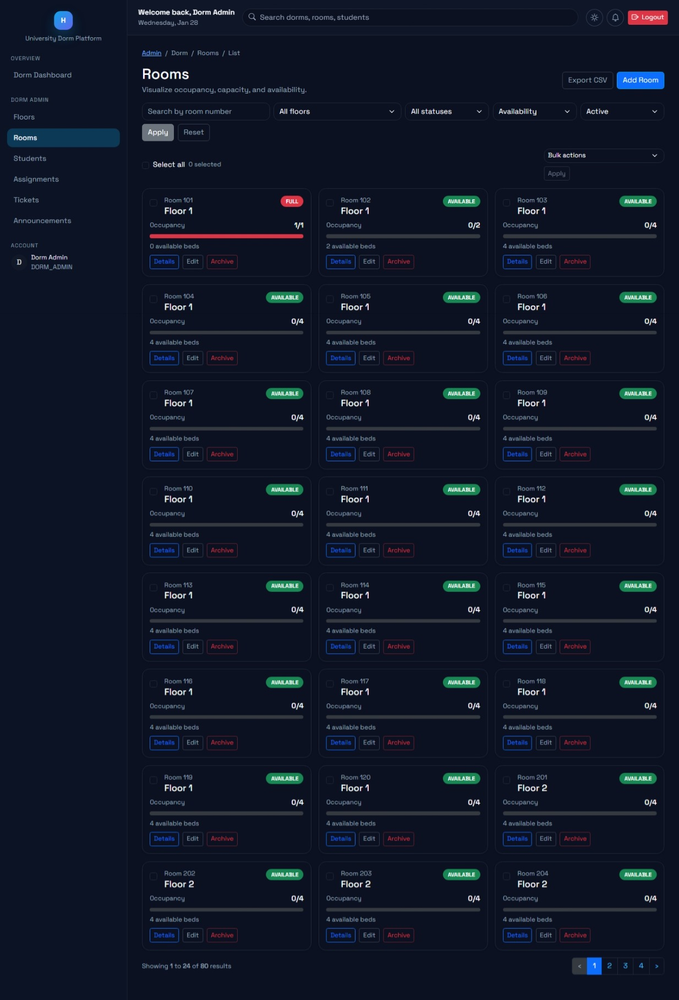 H
University Dorm Platform
OVERVIEW
Dorm Dashboard
DORM ADMIN
Floors
Rooms
Students
Assignments
Tickets
Announcements
ACCOUNT
D
Dorm Admin
DORM_ADMIN
Welcome back, Dorm Admin
Wednesday, Jan 28
Search dorms, rooms, students
Logout
Admin / Dorm / Rooms / List
Rooms
Visualize occupancy, capacity, and availability.
Export CSV
Add Room
Search by room number
All floors
All statuses
Availability
Active
Apply
Reset
Select all 0 selected
Bulk actions
Apply
Room 101
FULL
Floor 1
Occupancy 1/1
0 available beds
Details Edit Archive
Room 102
AVAILABLE
Floor 1
Occupancy 0/2
2 available beds
Details Edit Archive
Room 103
AVAILABLE
Floor 1
Occupancy 0/4
4 available beds
Details Edit Archive
Room 104
AVAILABLE
Floor 1
Occupancy 0/4
4 available beds
Details Edit Archive
Room 105
AVAILABLE
Floor 1
Occupancy 0/4
4 available beds
Details Edit Archive
Room 106
AVAILABLE
Floor 1
Occupancy 0/4
4 available beds
Details Edit Archive
Room 107
AVAILABLE
Floor 1
Occupancy 0/4
4 available beds
Details Edit Archive
Room 108
AVAILABLE
Floor 1
Occupancy 0/4
4 available beds
Details Edit Archive
Room 109
AVAILABLE
Floor 1
Occupancy 0/4
4 available beds
Details Edit Archive
Room 110
AVAILABLE
Floor 1
Occupancy 0/4
4 available beds
Details Edit Archive
Room 111
AVAILABLE
Floor 1
Occupancy 0/4
4 available beds
Details Edit Archive
Room 112
AVAILABLE
Floor 1
Occupancy 0/4
4 available beds
Details Edit Archive
Room 113
AVAILABLE
Floor 1
Occupancy 0/4
4 available beds
Details Edit Archive
Room 114
AVAILABLE
Floor 1
Occupancy 0/4
4 available beds
Details Edit Archive
Room 115
AVAILABLE
Floor 1
Occupancy 0/4
4 available beds
Details Edit Archive
Room 116
AVAILABLE
Floor 1
Occupancy 0/4
4 available beds
Details Edit Archive
Room 117
AVAILABLE
Floor 1
Occupancy 0/4
4 available beds
Details Edit Archive
Room 118
AVAILABLE
Floor 1
Occupancy 0/4
4 available beds
Details Edit Archive
Room 119
AVAILABLE
Floor 1
Occupancy 0/4
4 available beds
Details Edit Archive
Room 120
AVAILABLE
Floor 1
Occupancy 0/4
4 available beds
Details Edit Archive
Room 201
AVAILABLE
Floor 2
Occupancy 0/4
4 available beds
Details Edit Archive
Room 202
AVAILABLE
Floor 2
Occupancy 0/4
4 available beds
Details Edit Archive
Room 203
AVAILABLE
Floor 2
Occupancy 0/4
4 available beds
Details Edit Archive
Room 204
AVAILABLE
Floor 2
Occupancy 0/4
4 available beds
Details Edit Archive
Showing 1 to 24 of 80 results
< 1 2 3 4 >